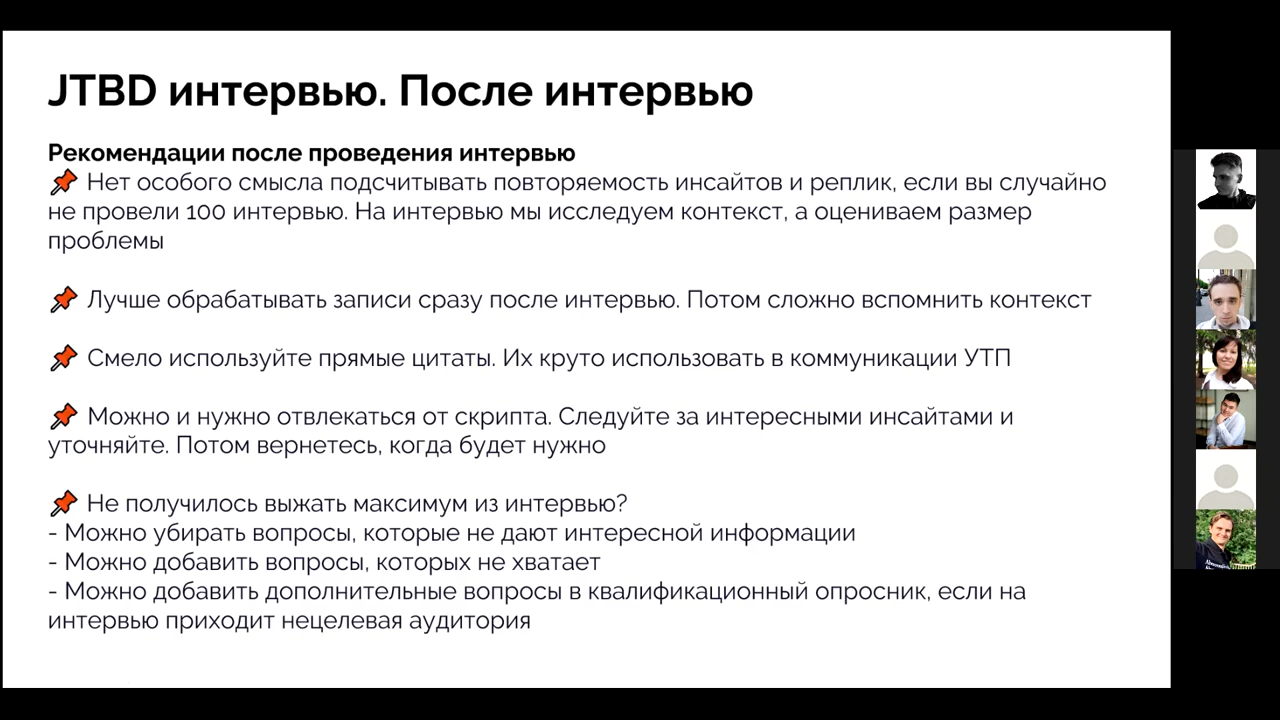 JTBD интервью. После интервью
Рекомендации после проведения интервью
📌 Нет особого смысла подсчитывать повторяемость инсайтов и реплик, если вы случайно
не провели 100 интервью. На интервью мы исследуем контекст, а оцениваем размер
проблемы
📌 Лучше обрабатывать записи сразу после интервью. Потом сложно вспомнить контекст
📌 Смело используйте прямые цитаты. Их круто использовать в коммуникации УТП
📌 Можно и нужно отвлекаться от скрипта. Следуйте за интересными инсайтами и
уточняйте. Потом вернетесь, когда будет нужно
📌 Не получилось выжать максимум из интервью?
- Можно убирать вопросы, которые не дают интересной информации
- Можно добавить вопросы, которых не хватает
- Можно добавить дополнительные вопросы в квалификационный опросник, если на
интервью приходит нецелевая аудитория